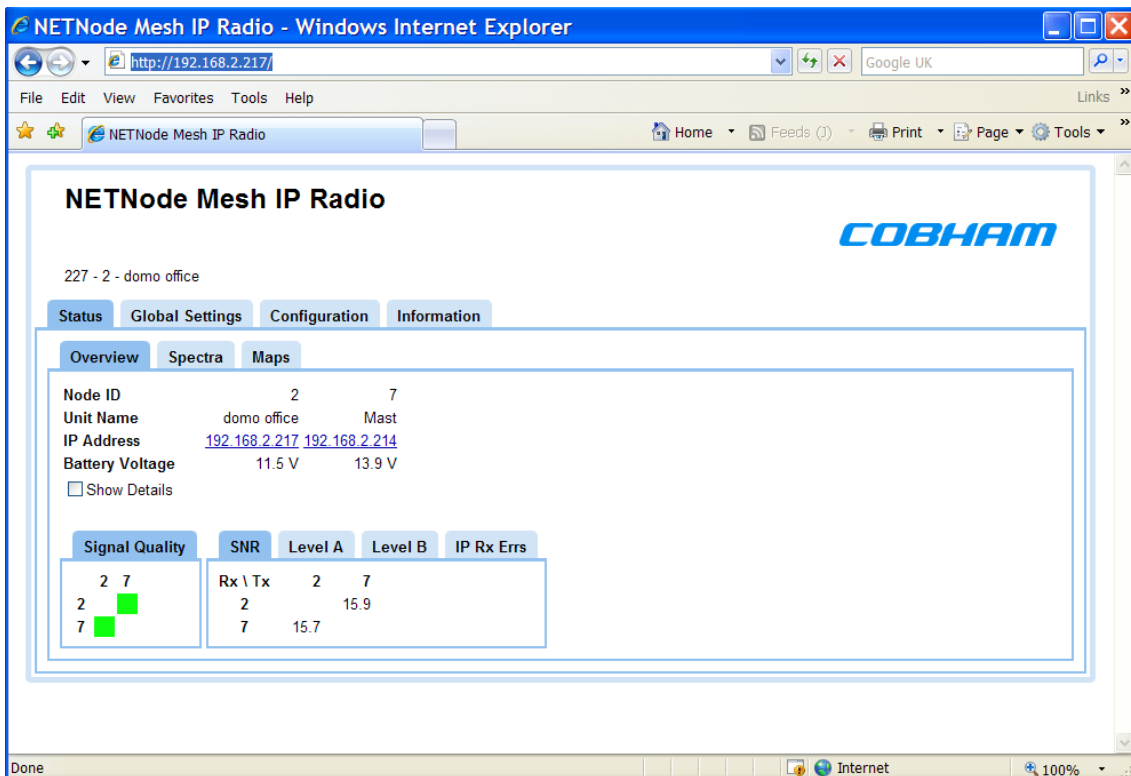 NETNode Mesh IP Radio - Windows Internet Explorer
http://192.168.2.217/
Google UK
File Edit View Favorites Tools Help
Links »
NETNode Mesh IP Radio
Home Feeds (J) Print Page Tools »
NETNode Mesh IP Radio
COBHAM
227 - 2 - domo office
Status Global Settings Configuration Information
Overview Spectra Maps
Node ID 2 7
Unit Name domo office Mast
IP Address 192.168.2.217 192.168.2.214
Battery Voltage 11.5 V 13.9 V
Show Details
Signal Quality SNR Level A Level B IP Rx Errs
2 7 Rx \ Tx 2 7
2 2 15.9
7 7 15.7
Done Internet 100%